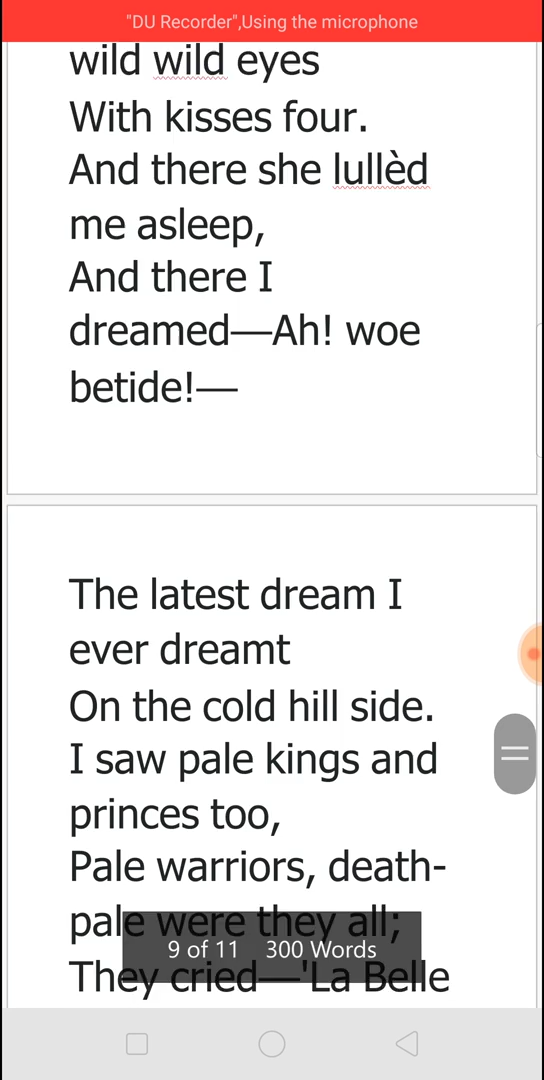 "DU Recorder",Using the microphone
wild wild eyes
With kisses four.
And there she lullèd
me asleep,
And there I
dreamed—Ah! woe
betide!—
The latest dream I
ever dreamt
On the cold hill side.
I saw pale kings and
princes too,
Pale warriors, death-
pale were they all;
9 of 11 300 Words
They cried—'La Belle